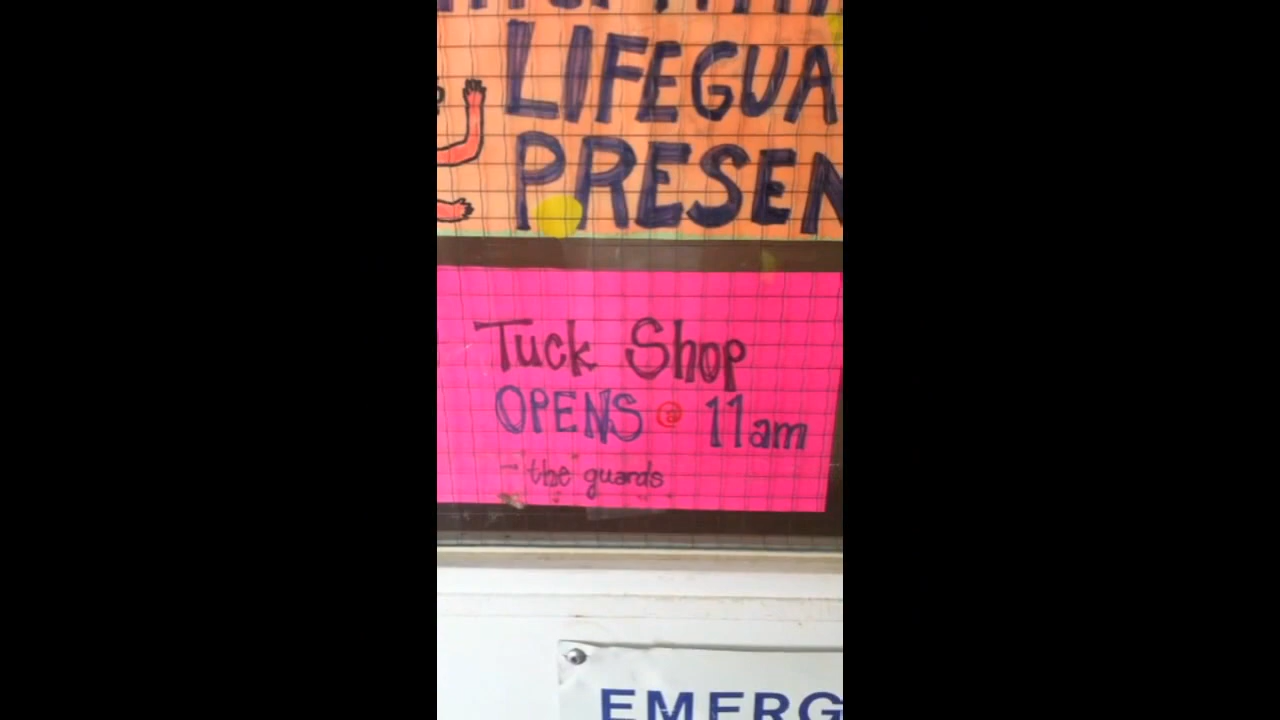 LIFEGUA
PRESEN
Tuck Shop
OPENS @ 11am
- the guards
EMERG